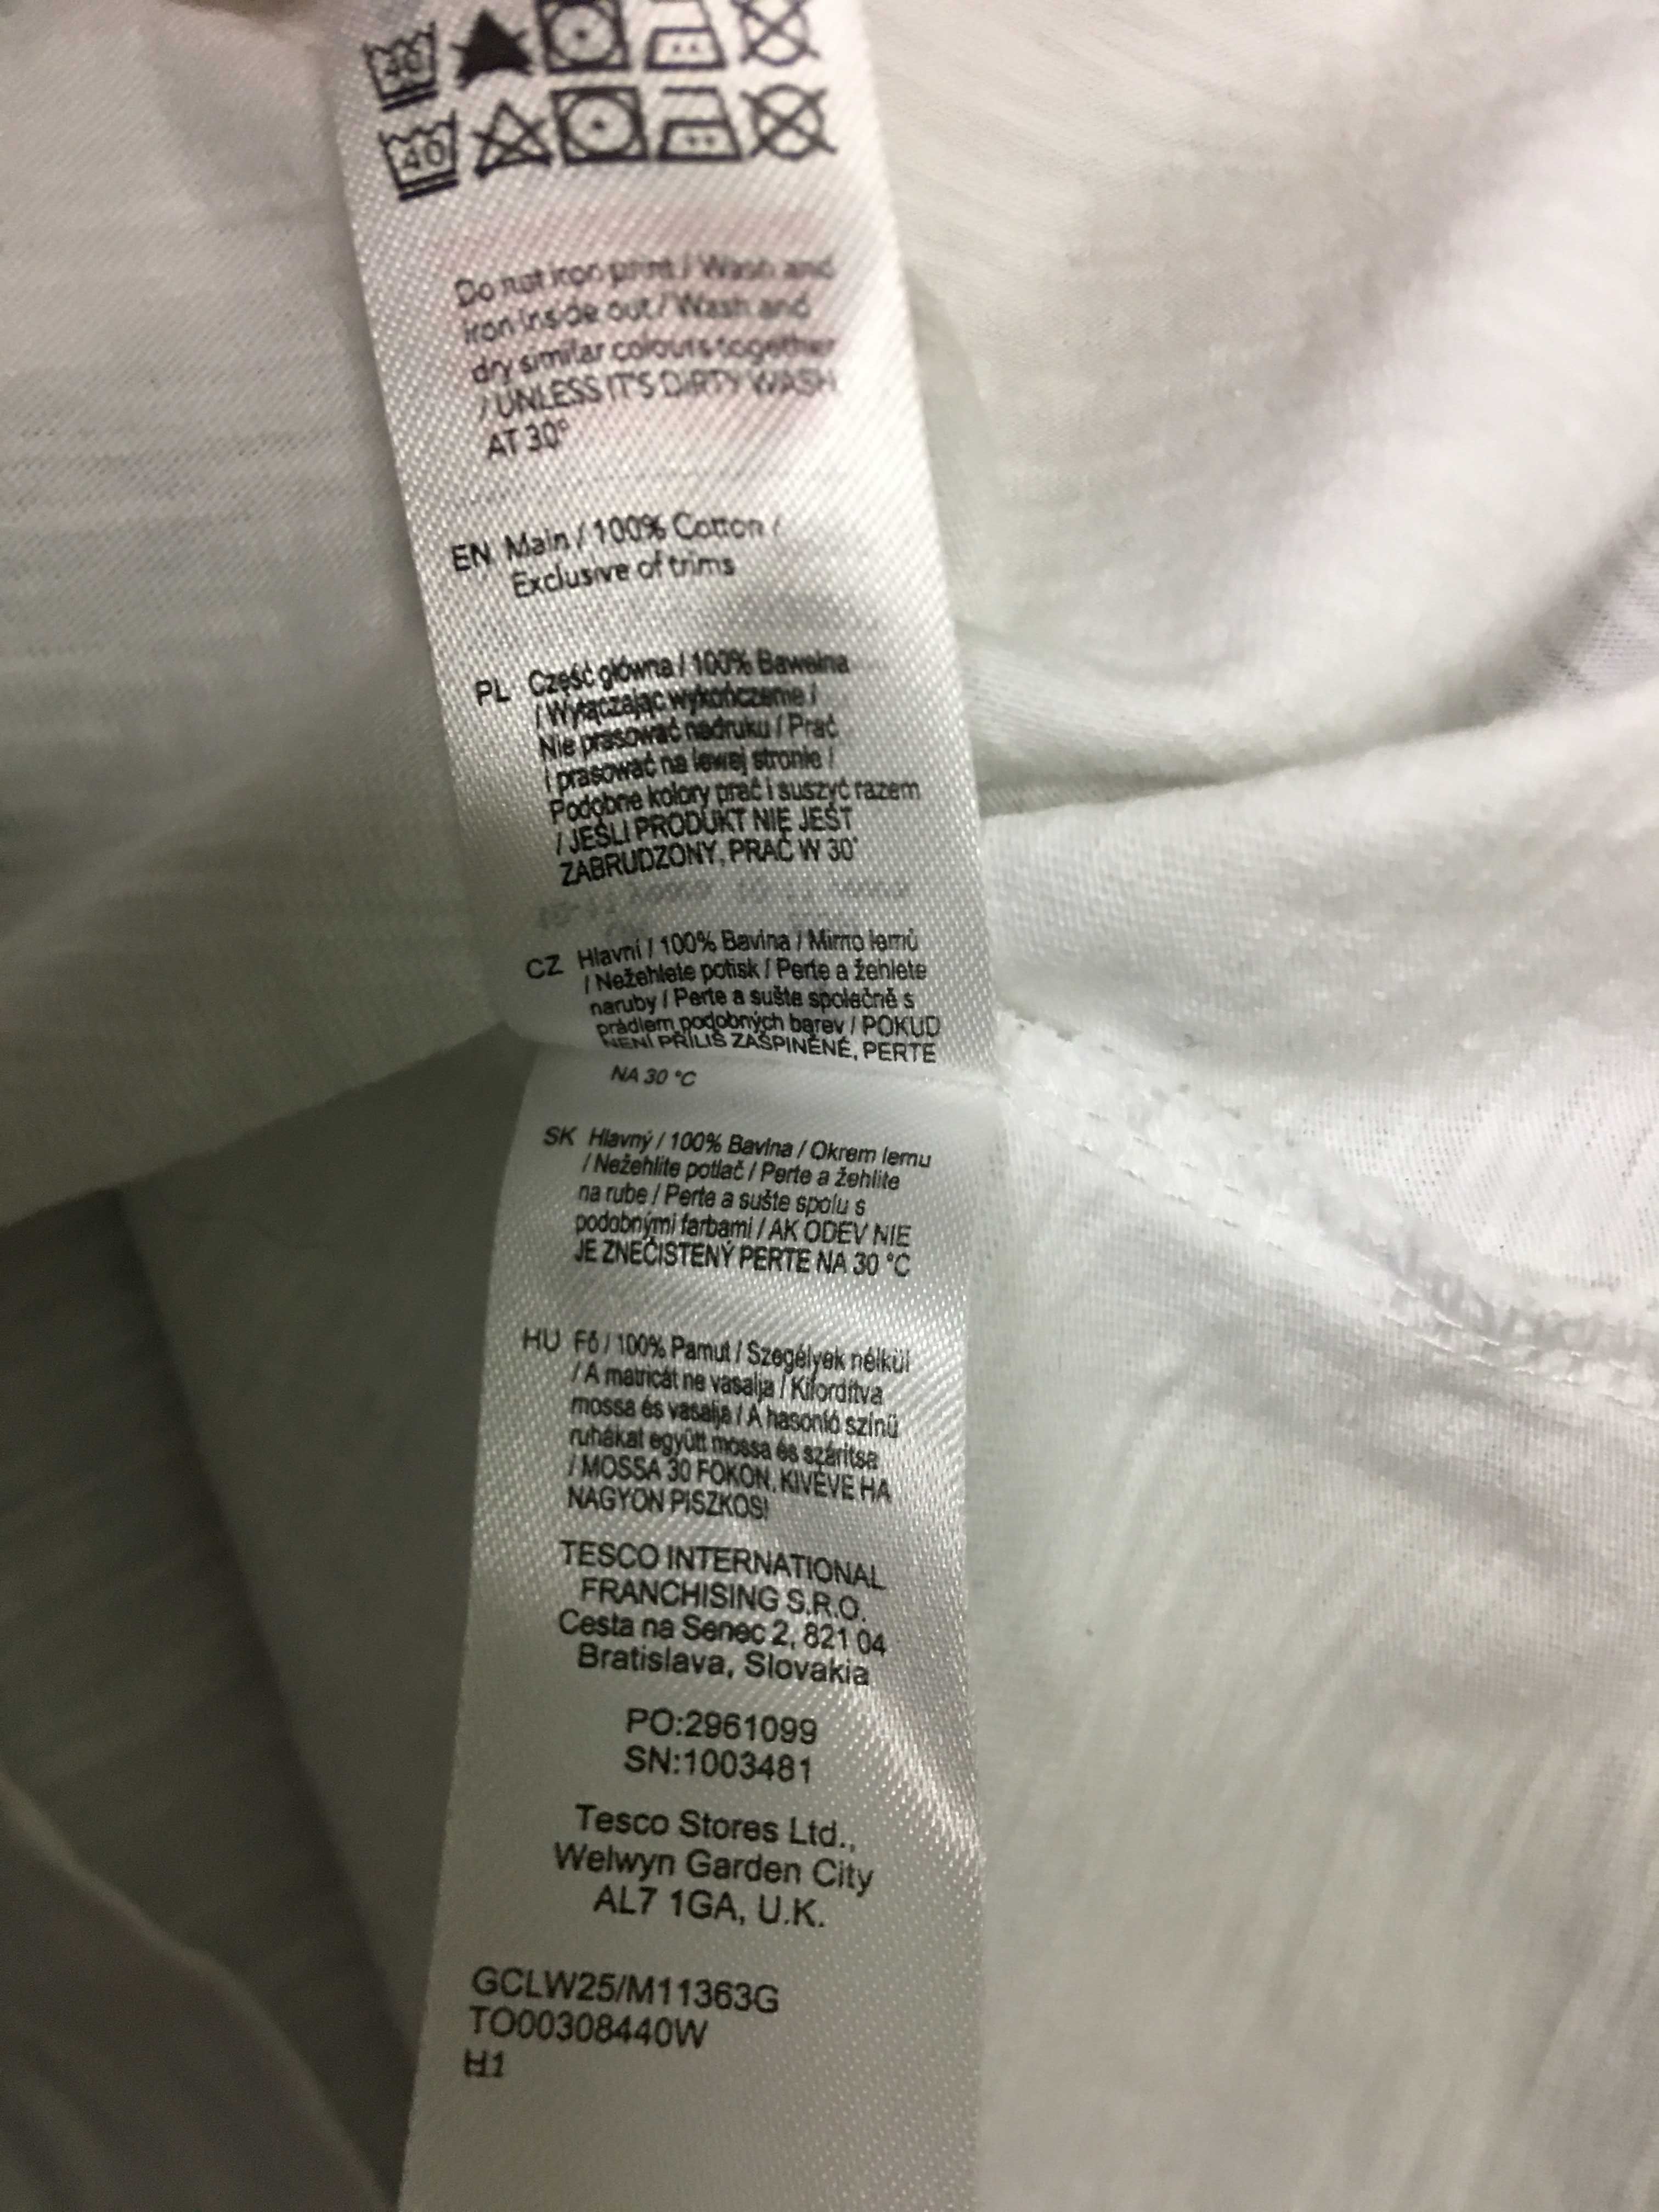 40
40
Do not iron print / Wash and
iron inside out / Wash and
dry similar colours together
/ UNLESS IT'S DIRTY WASH
AT 30°
EN Main / 100% Cotton /
Exclusive of trims
PL Część główna / 100% Bawełna
/ Wyłączając wykończenie /
Nie prasować nadruku / Prać
i prasować na lewej stronie /
Podobne kolory prać i suszyć razem
/ JEŚLI PRODUKT NIE JEST
ZABRUDZONY, PRAĆ W 30°
CZ Hlavní / 100% Bavlna / Mimo lemů
/ Nežehlete potisk / Perte a žehlete
naruby / Perte a sušte společně s
prádlem podobných barev / POKUD
NENÍ PŘÍLIŠ ZAŠPINĚNÉ, PERTE
NA 30 °C
SK Hlavný / 100% Bavlna / Okrem lemu
/ Nežehlite potlač / Perte a žehlite
na rube / Perte a sušte spolu s
podobnými farbami / AK ODEV NIE
JE ZNEČISTENÝ PERTE NA 30 °C
HU Fő / 100% Pamut / Szegélyek nélkül
/ A matricát ne vasalja / Kifordítva
mossa és vasalja / A hasonló színű
ruhákat együtt mossa és szárítsa
/ MOSSA 30 FOKON, KIVÉVE HA
NAGYON PISZKOS!
TESCO INTERNATIONAL
FRANCHISING S.R.O.
Cesta na Senec 2, 821 04
Bratislava, Slovakia
PO:2961099
SN:1003481
Tesco Stores Ltd.,
Welwyn Garden City
AL7 1GA, U.K.
GCLW25/M11363G
TO00308440W
H1